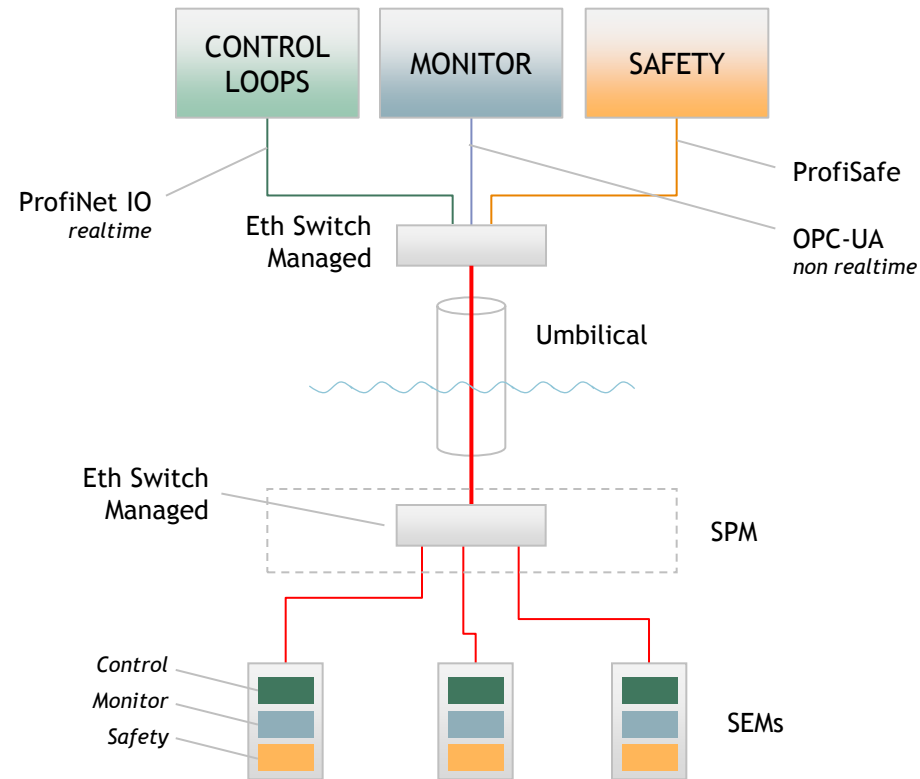 CONTROL
LOOPS
MONITOR
SAFETY
ProfiNet IO
realtime
ProfiSafe
Eth Switch
Managed
OPC-UA
non realtime
Umbilical
Eth Switch
Managed
SPM
Control
Monitor
Safety
SEMs